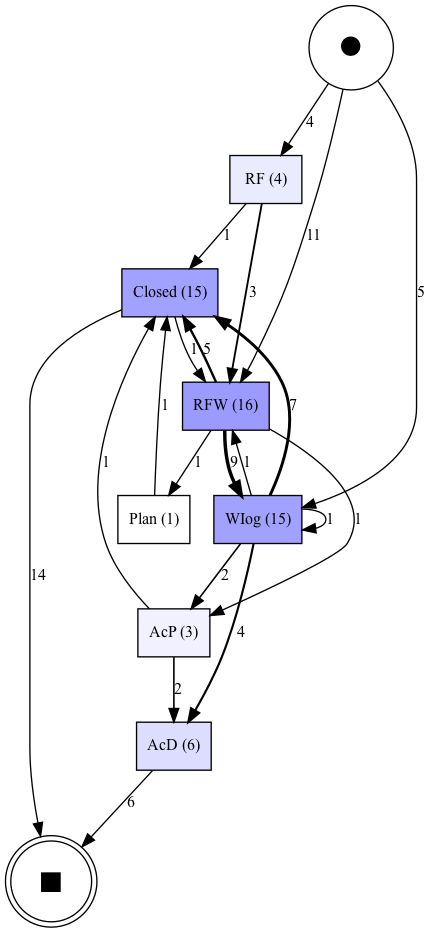 4
RF (4)
11
5
1
3
Closed (15)
1
5
RFW (16)
7
1
9
1
1
Plan (1)
WIog (15)
1
1
14
2
AcP (3)
4
2
AcD (6)
6